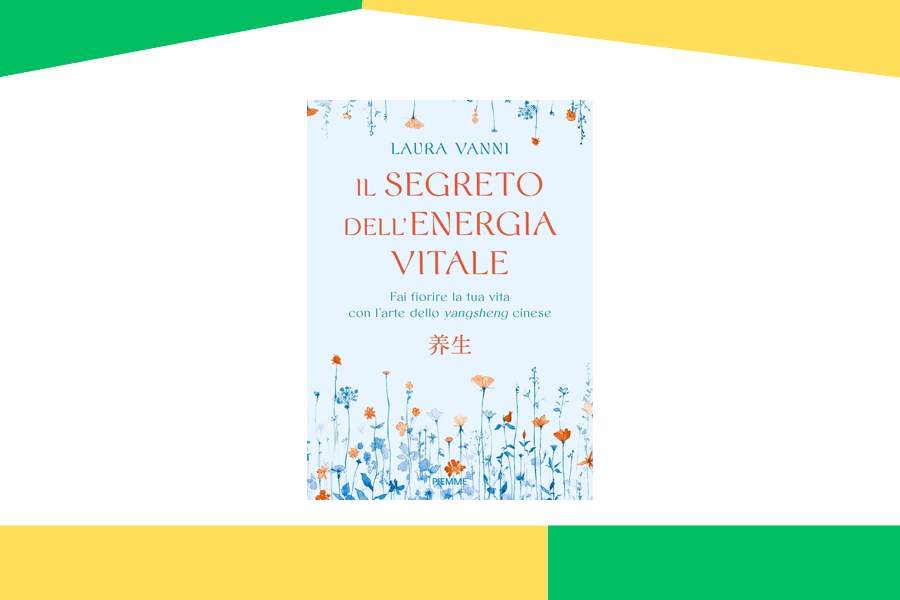 LAURA VANNI
IL SEGRETO
DELL'ENERGIA
VITALE
Fai fiorire la tua vita
con l'arte dello yangsheng cinese
养生
PIEMME